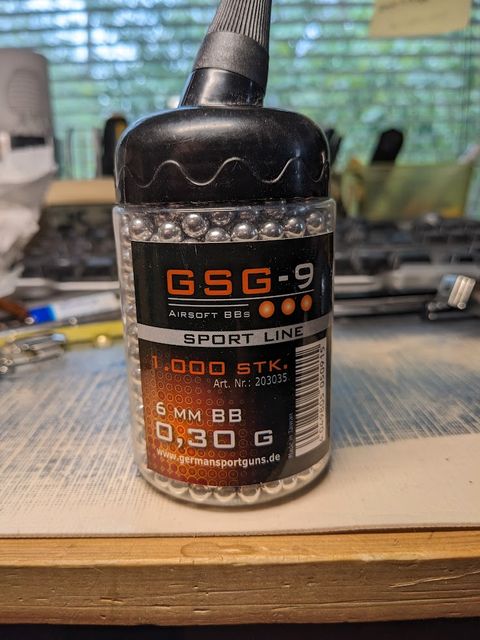 GSG-9
AIRSOFT BBs
SPORT LINE
1.000 STK.
Art. Nr.: 203035
6 MM BB
0,30 G
www.germansportguns.de
Made in Taiwan